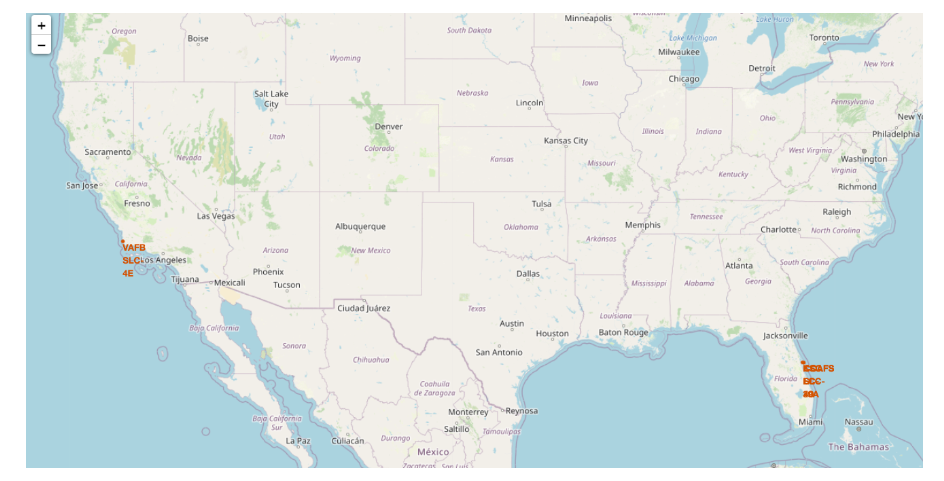 +
−
Oregon
Boise
Wyoming
South Dakota
Minneapolis
Wisconsin
Lake Michigan
Milwaukee
Chicago
Lake Huron
Toronto
Detroit
New York
Salt Lake
City
Nebraska
Iowa
Lincoln
Denver
Colorado
Utah
Nevada
Sacramento
San Jose
California
Fresno
Las Vegas
Kansas
Kansas City
Missouri
Illinois
Indiana
Ohio
Pennsylvania
Philadelphia
West Virginia
Washington
Virginia
Richmond
Kentucky
Tulsa
Oklahoma
Arkansas
Memphis
Tennessee
Raleigh
Charlotte
North Carolina
South Carolina
Atlanta
Georgia
Alabama
Mississippi
Albuquerque
New Mexico
Arizona
Phoenix
Tucson
VAFB
SLC-
4E
Los Angeles
Tijuana
Mexicali
Ciudad Juárez
Texas
Dallas
Austin
Houston
San Antonio
Louisiana
Baton Rouge
Jacksonville
Florida
Miami
Nassau
The Bahamas
Baja California
Sonora
Chihuahua
Coahuila
de Zaragoza
Monterrey
Saltillo
Reynosa
Tamaulipas
Baja California
Sur
La Paz
Culiacán
Durango
México
Zacatecas
San Luis